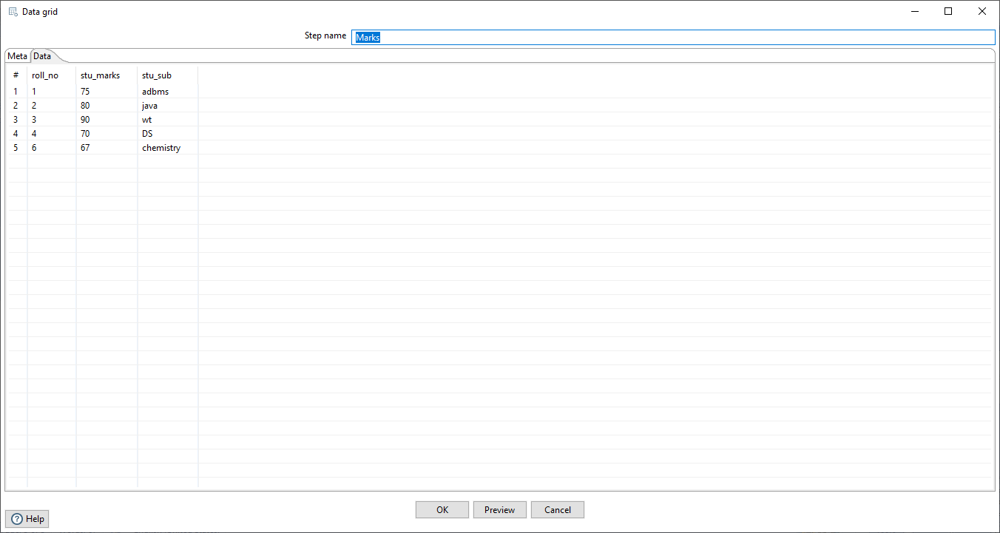 Data grid
Step name Marks
Meta Data
# roll_no stu_marks stu_sub
1 1 75 adbms
2 2 80 java
3 3 90 wt
4 4 70 DS
5 6 67 chemistry
OK Preview Cancel
? Help